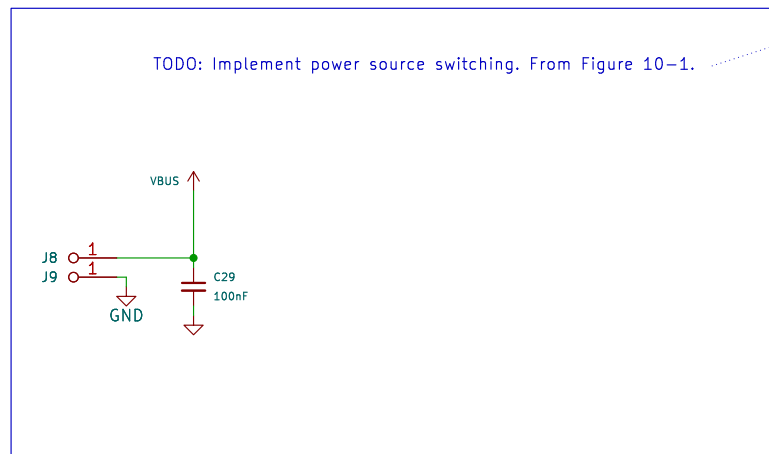 TODO: Implement power source switching. From Figure 10-1.
VBUS
J8 1
J9 1
C29
100nF
GND